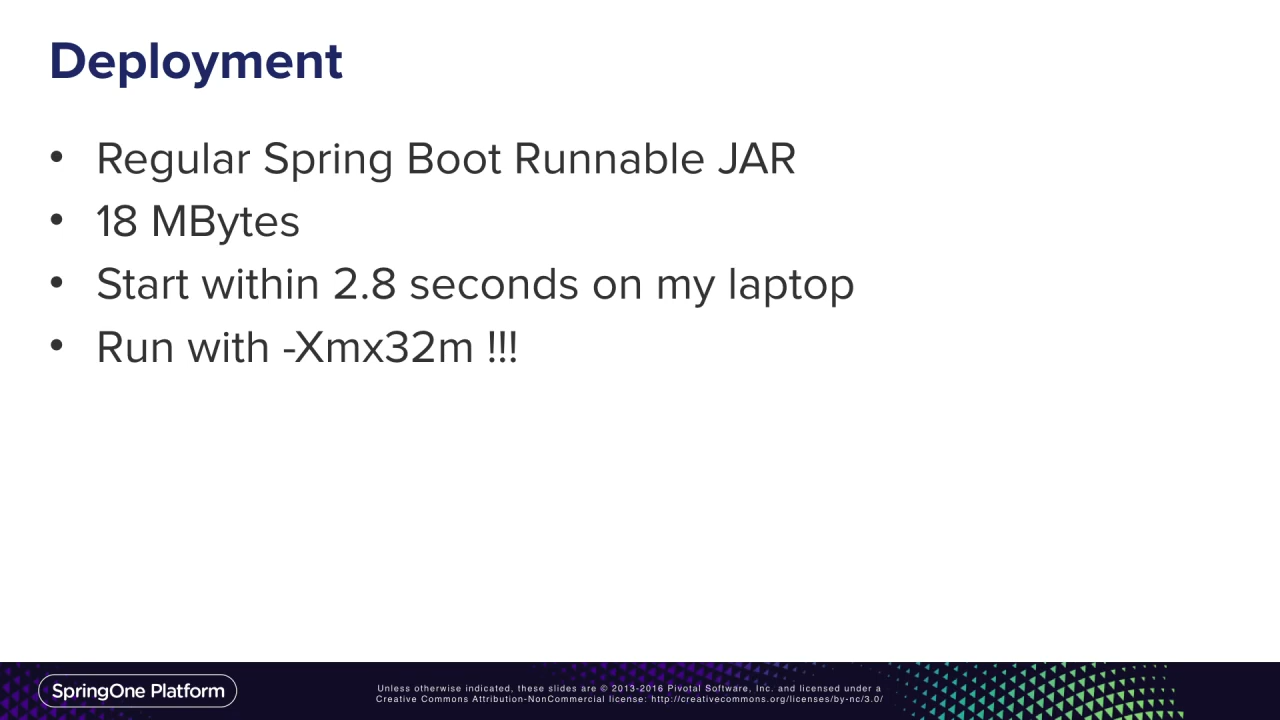 Deployment
• Regular Spring Boot Runnable JAR
• 18 MBytes
• Start within 2.8 seconds on my laptop
• Run with -Xmx32m !!!
SpringOne Platform
Unless otherwise indicated, these slides are © 2013-2016 Pivotal Software, Inc. and licensed under a
Creative Commons Attribution-NonCommercial license: http://creativecommons.org/licenses/by-nc/3.0/